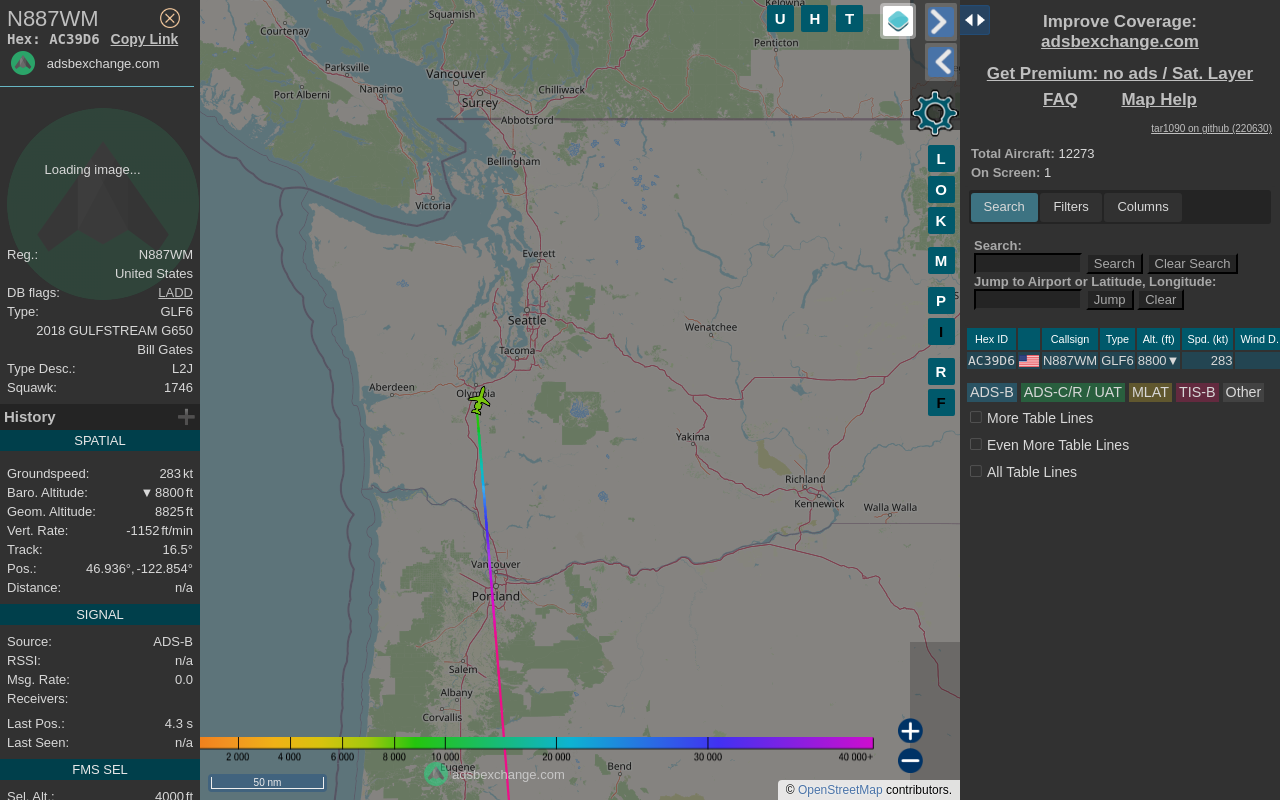 N887WM
Hex: AC39D6 Copy Link
adsbexchange.com
Loading image...
Reg.: N887WM
United States
DB flags: LADD
Type: GLF6
2018 GULFSTREAM G650
Bill Gates
Type Desc.: L2J
Squawk: 1746
History
SPATIAL
Groundspeed: 283 kt
Baro. Altitude: ▼ 8800 ft
Geom. Altitude: 8825 ft
Vert. Rate: -1152 ft/min
Track: 16.5°
Pos.: 46.936°, -122.854°
Distance: n/a
SIGNAL
Source: ADS-B
RSSI: n/a
Msg. Rate: 0.0
Receivers:
Last Pos.: 4.3 s
Last Seen: n/a
FMS SEL
Sel. Alt.: 4000 ft
Kelowna
Squamish
Courtenay
Penticton
Parksville
Vancouver
Nanaimo
Port Alberni
Chilliwack
Surrey
Abbotsford
Bellingham
Victoria
Everett
Seattle
Wenatchee
Tacoma
Aberdeen
Olympia
Yakima
Richland
Kennewick
Walla Walla
Vancouver
Portland
Salem
Albany
Corvallis
Eugene
Bend
2 000 4 000 6 000 8 000 10 000 20 000 30 000 40 000+
adsbexchange.com
50 nm
© OpenStreetMap contributors.
U H T
L
O
K
M
P
I
R
F
Improve Coverage:
adsbexchange.com
Get Premium: no ads / Sat. Layer
FAQ Map Help
tar1090 on github (220630)
Total Aircraft: 12273
On Screen: 1
Search Filters Columns
Search:
Search Clear Search
Jump to Airport or Latitude, Longitude:
Jump Clear
Hex ID Callsign Type Alt. (ft) Spd. (kt) Wind D.
AC39D6 N887WM GLF6 8800▼ 283
ADS-B ADS-C/R / UAT MLAT TIS-B Other
More Table Lines
Even More Table Lines
All Table Lines